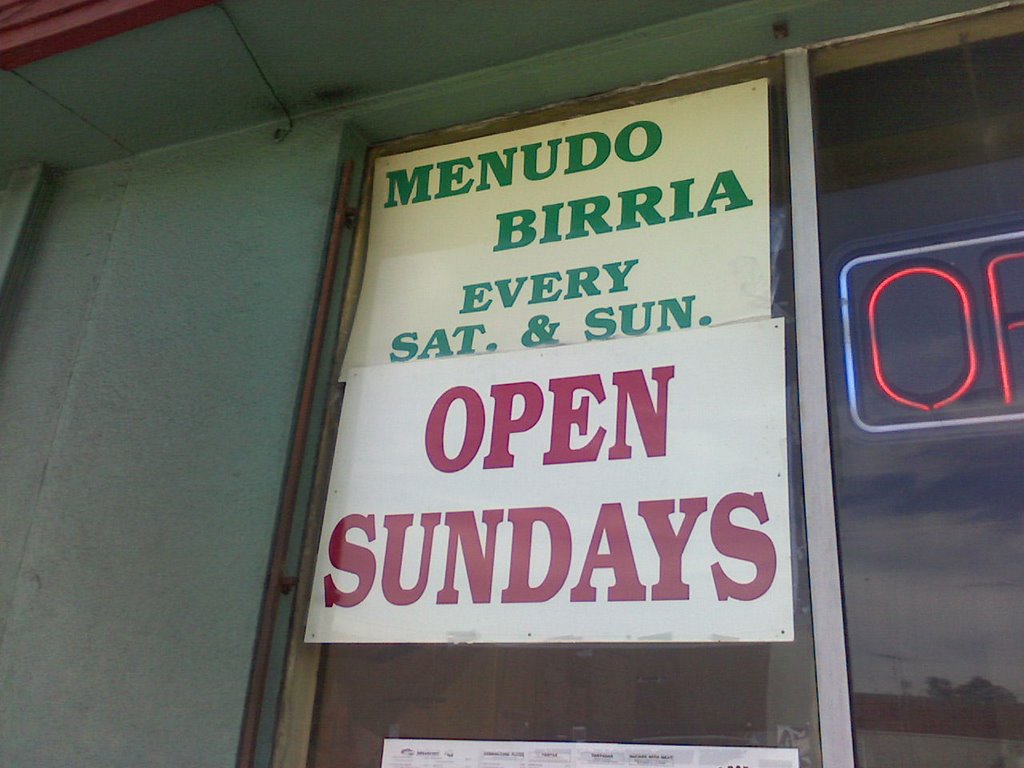 MENUDO
BIRRIA
EVERY
SAT. & SUN.
OPEN
SUNDAYS